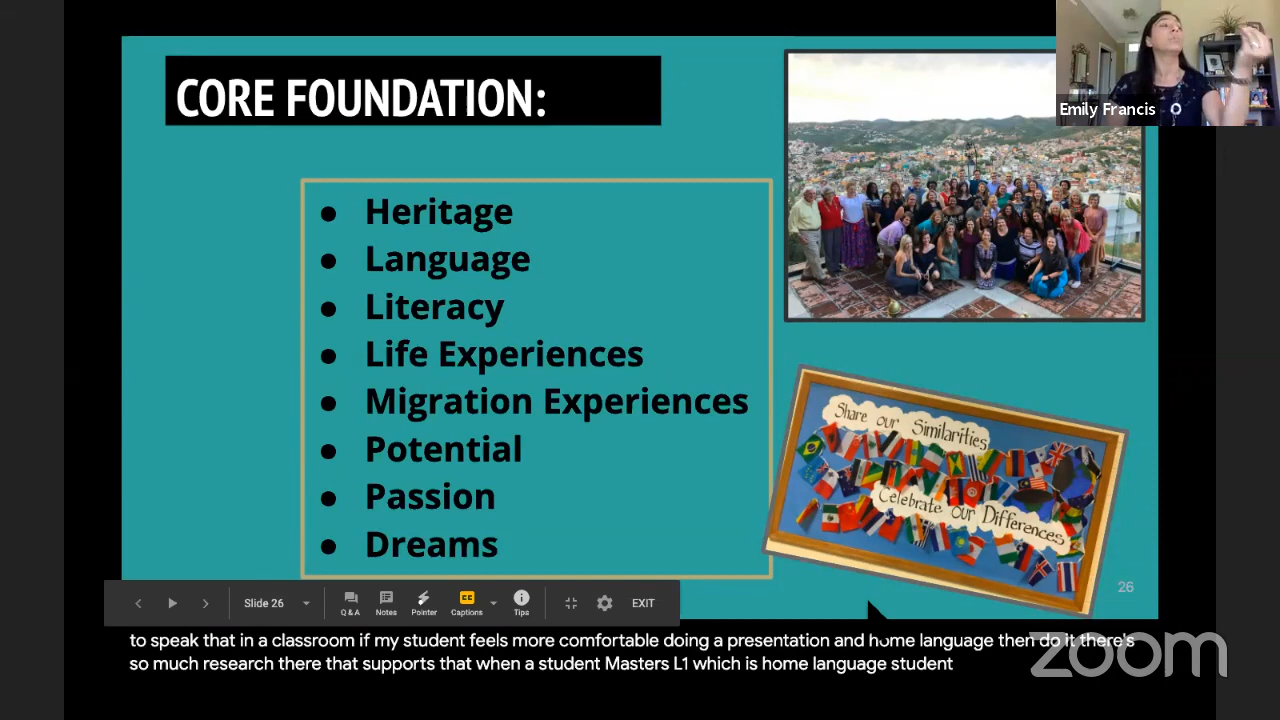 CORE FOUNDATION:
Emily Francis
● Heritage
● Language
● Literacy
● Life Experiences
● Migration Experiences
● Potential
● Passion
● Dreams
Share our Similarities
Celebrate our Differences
26
Slide 26
Q & A
Notes
Pointer
Captions
Tips
EXIT
to speak that in a classroom if my student feels more comfortable doing a presentation and home language then do it there's
so much research there that supports that when a student Masters L1 which is home language student
zoom